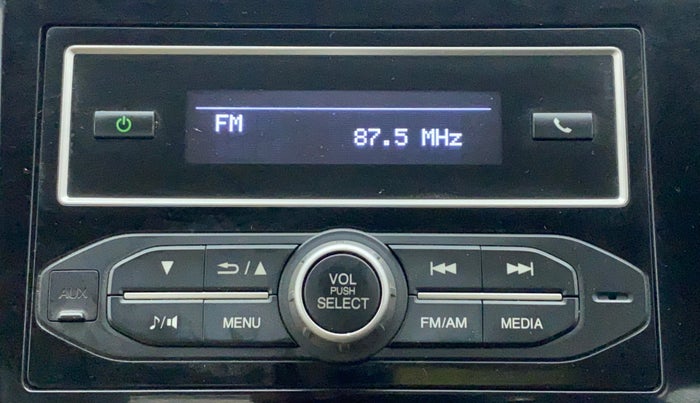 FM
87.5 MHz
AUX
VOL
PUSH
SELECT
MENU
FM/AM
MEDIA